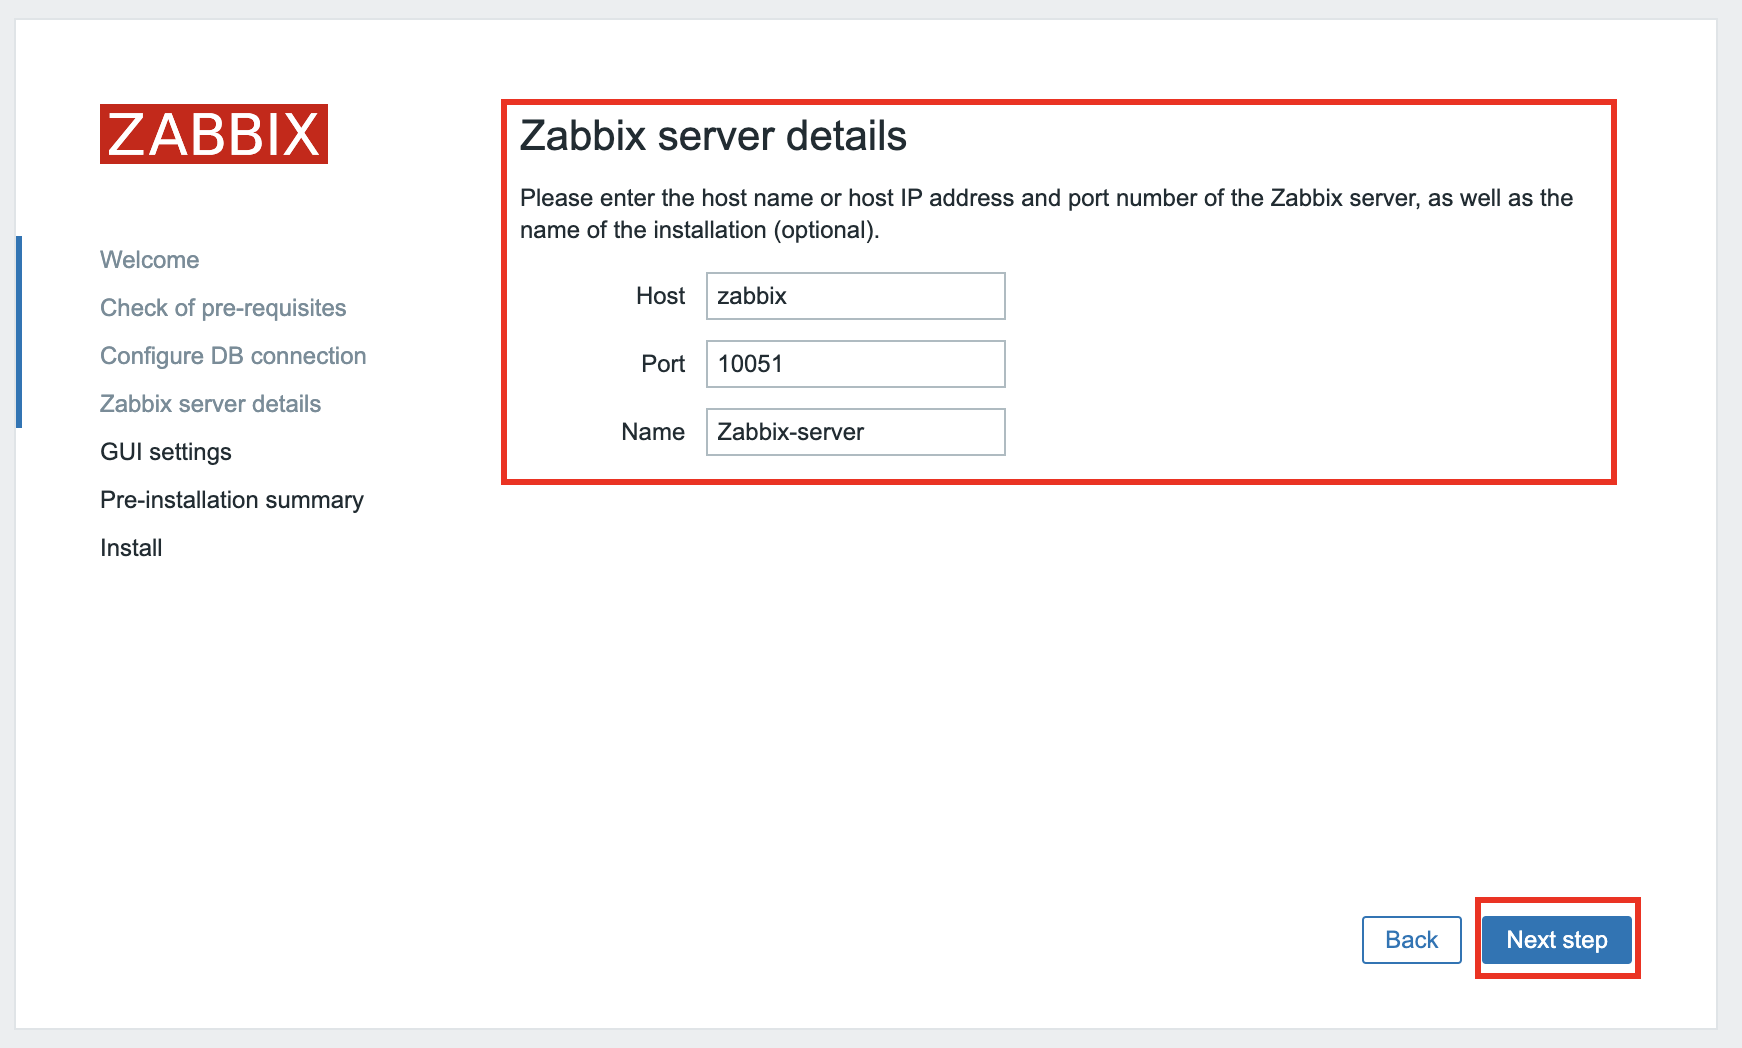 ZABBIX
Welcome
Check of pre-requisites
Configure DB connection
Zabbix server details
GUI settings
Pre-installation summary
Install
Zabbix server details
Please enter the host name or host IP address and port number of the Zabbix server, as well as the
name of the installation (optional).
Host zabbix
Port 10051
Name Zabbix-server
Back Next step